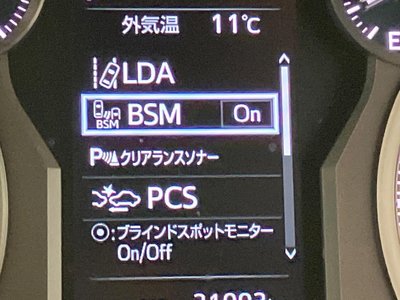 外気温 11℃
LDA
BSM BSM On
P クリアランスソナー
PCS
◉:ブラインドスポットモニター
On/Off
E